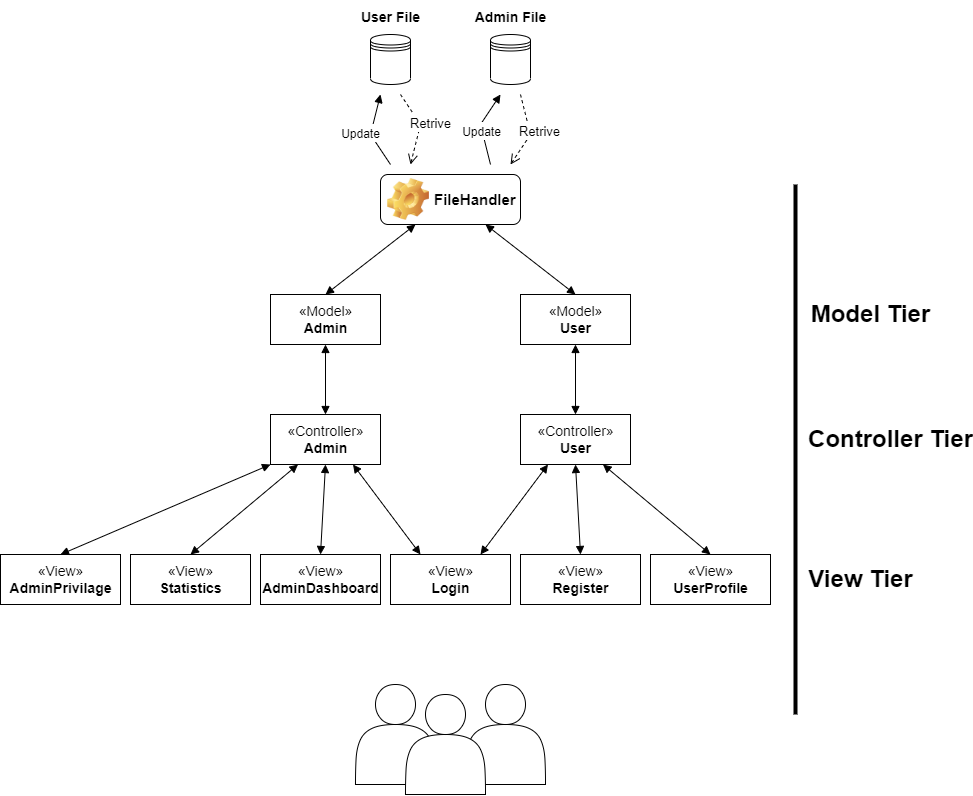 User File
Admin File
Update
Retrive
Update
Retrive
FileHandler
«Model»
Admin
«Model»
User
Model Tier
«Controller»
Admin
«Controller»
User
Controller Tier
«View»
AdminPrivilage
«View»
Statistics
«View»
AdminDashboard
«View»
Login
«View»
Register
«View»
UserProfile
View Tier